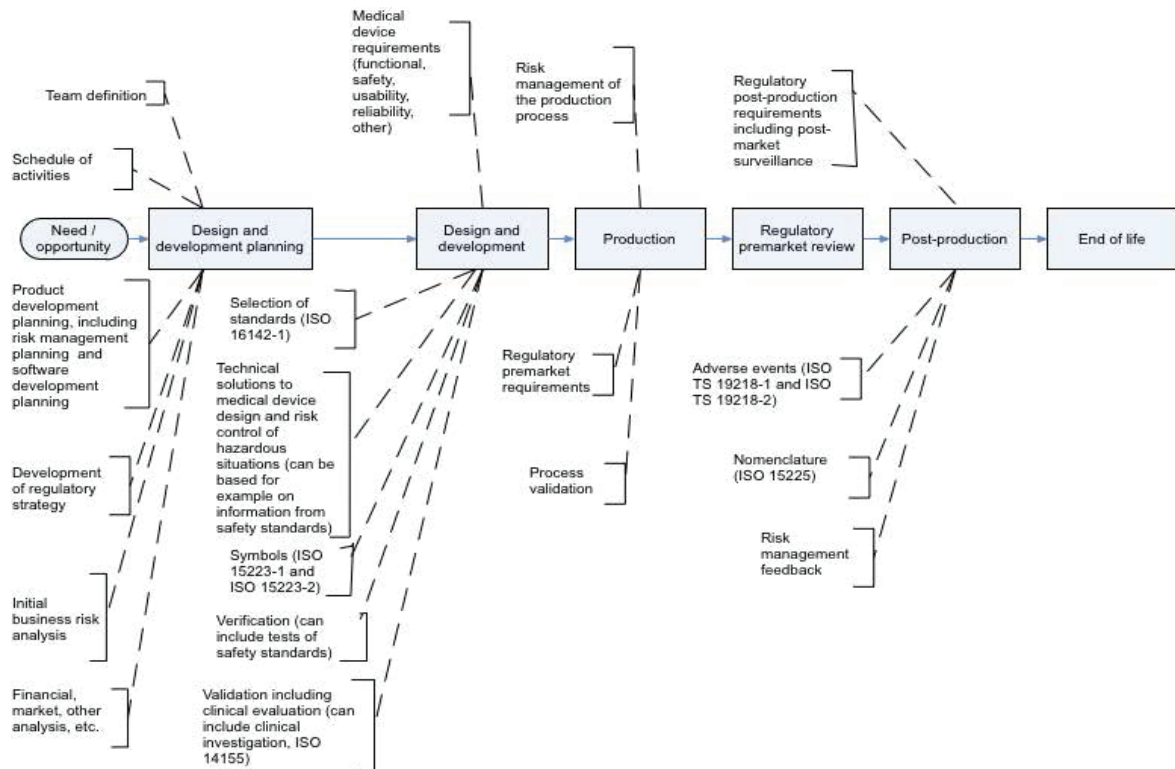 Medical
device
requirements
(functional,
safety,
usability,
reliability,
other)
Risk
management of
the production
process
Regulatory
post-production
requirements
including post-
market
surveillance
Team definition
Schedule of
activities
Need /
opportunity
Design and
development planning
Design and
development
Production
Regulatory
premarket review
Post-production
End of life
Product
development
planning, including
risk management
planning and
software
development
planning
Development
of regulatory
strategy
Initial
business risk
analysis
Financial,
market, other
analysis, etc.
Selection of
standards (ISO
16142-1)
Technical
solutions to
medical device
design and risk
control of
hazardous
situations (can be
based for
example on
information from
safety standards)
Symbols (ISO
15223-1 and
ISO 15223-2)
Verification (can
include tests of
safety standards)
Validation including
clinical evaluation (can
include clinical
investigation, ISO
14155)
Regulatory
premarket
requirements
Process
validation
Adverse events (ISO
TS 19218-1 and ISO
TS 19218-2)
Nomenclature
(ISO 15225)
Risk
management
feedback